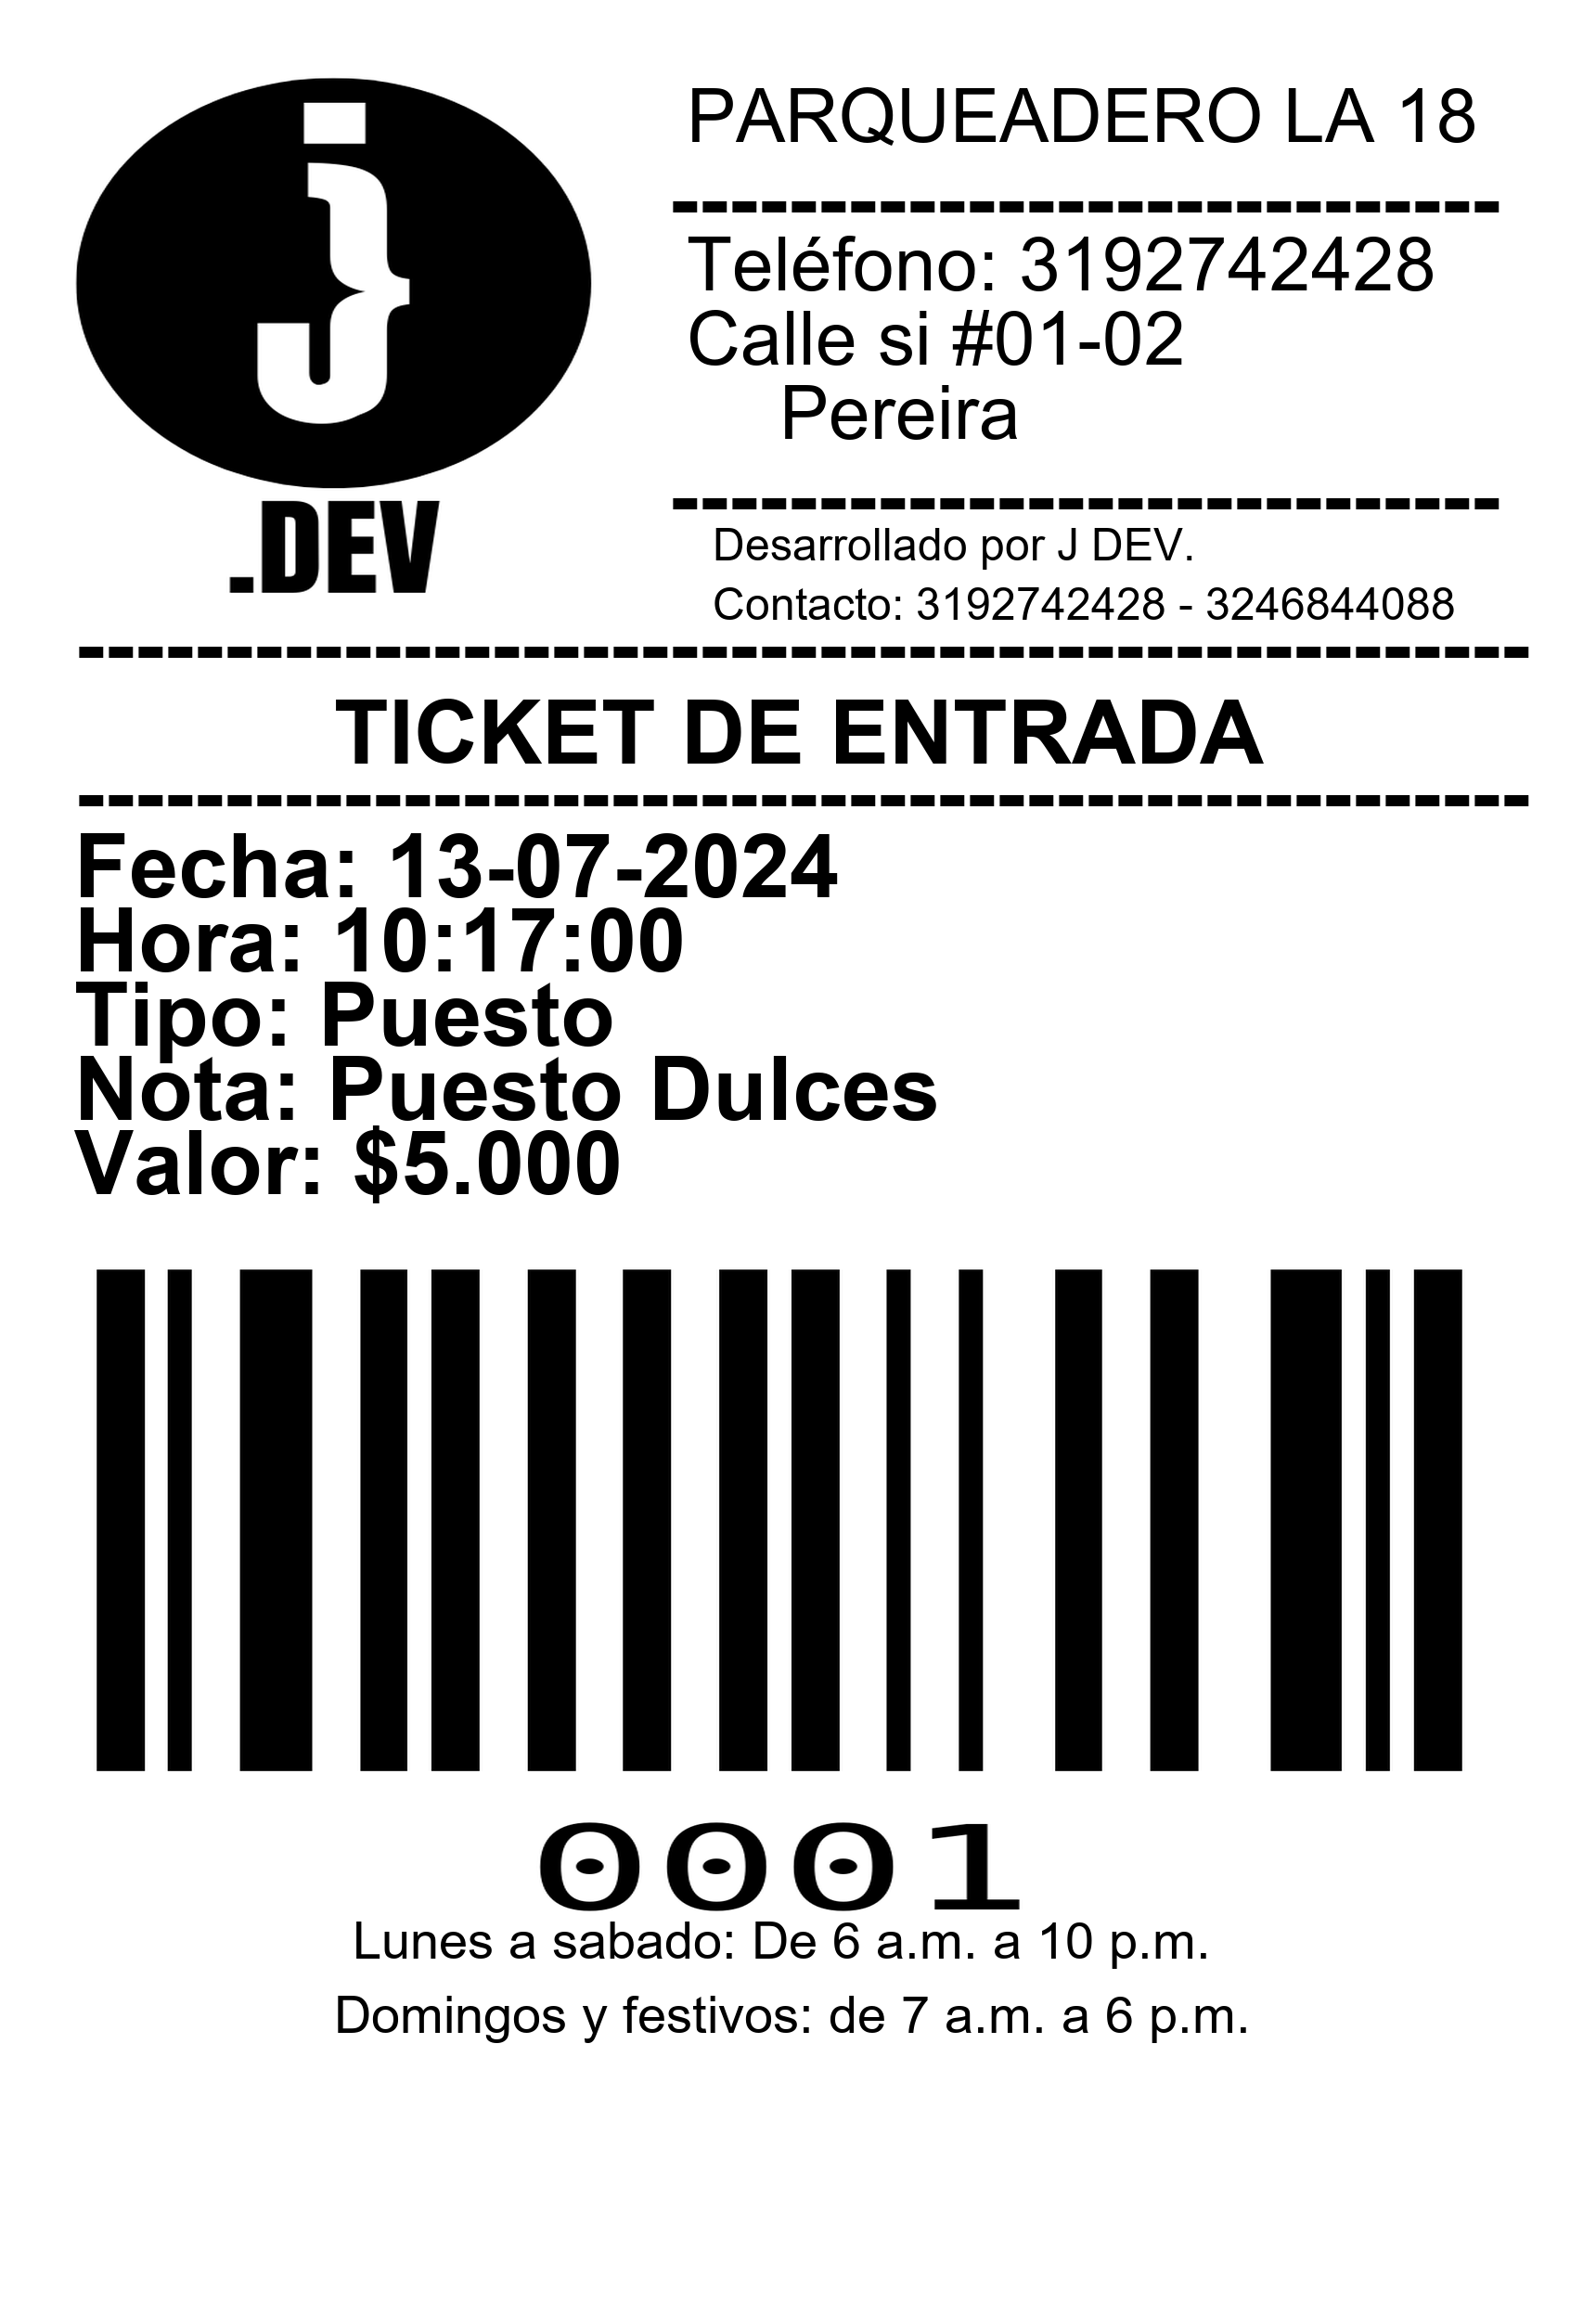 j
.DEV
PARQUEADERO LA 18
----------------------------
Teléfono: 3192742428
Calle si #01-02
Pereira
----------------------------
Desarrollado por J DEV.
Contacto: 3192742428 - 3246844088
-------------------------------------------------
TICKET DE ENTRADA
-------------------------------------------------
Fecha: 13-07-2024
Hora: 10:17:00
Tipo: Puesto
Nota: Puesto Dulces
Valor: $5.000
0001
Lunes a sabado: De 6 a.m. a 10 p.m.
Domingos y festivos: de 7 a.m. a 6 p.m.